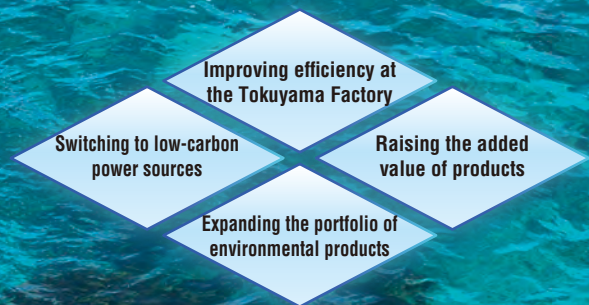 Improving efficiency at
the Tokuyama Factory
Switching to low-carbon
power sources
Raising the added
value of products
Expanding the portfolio of
environmental products